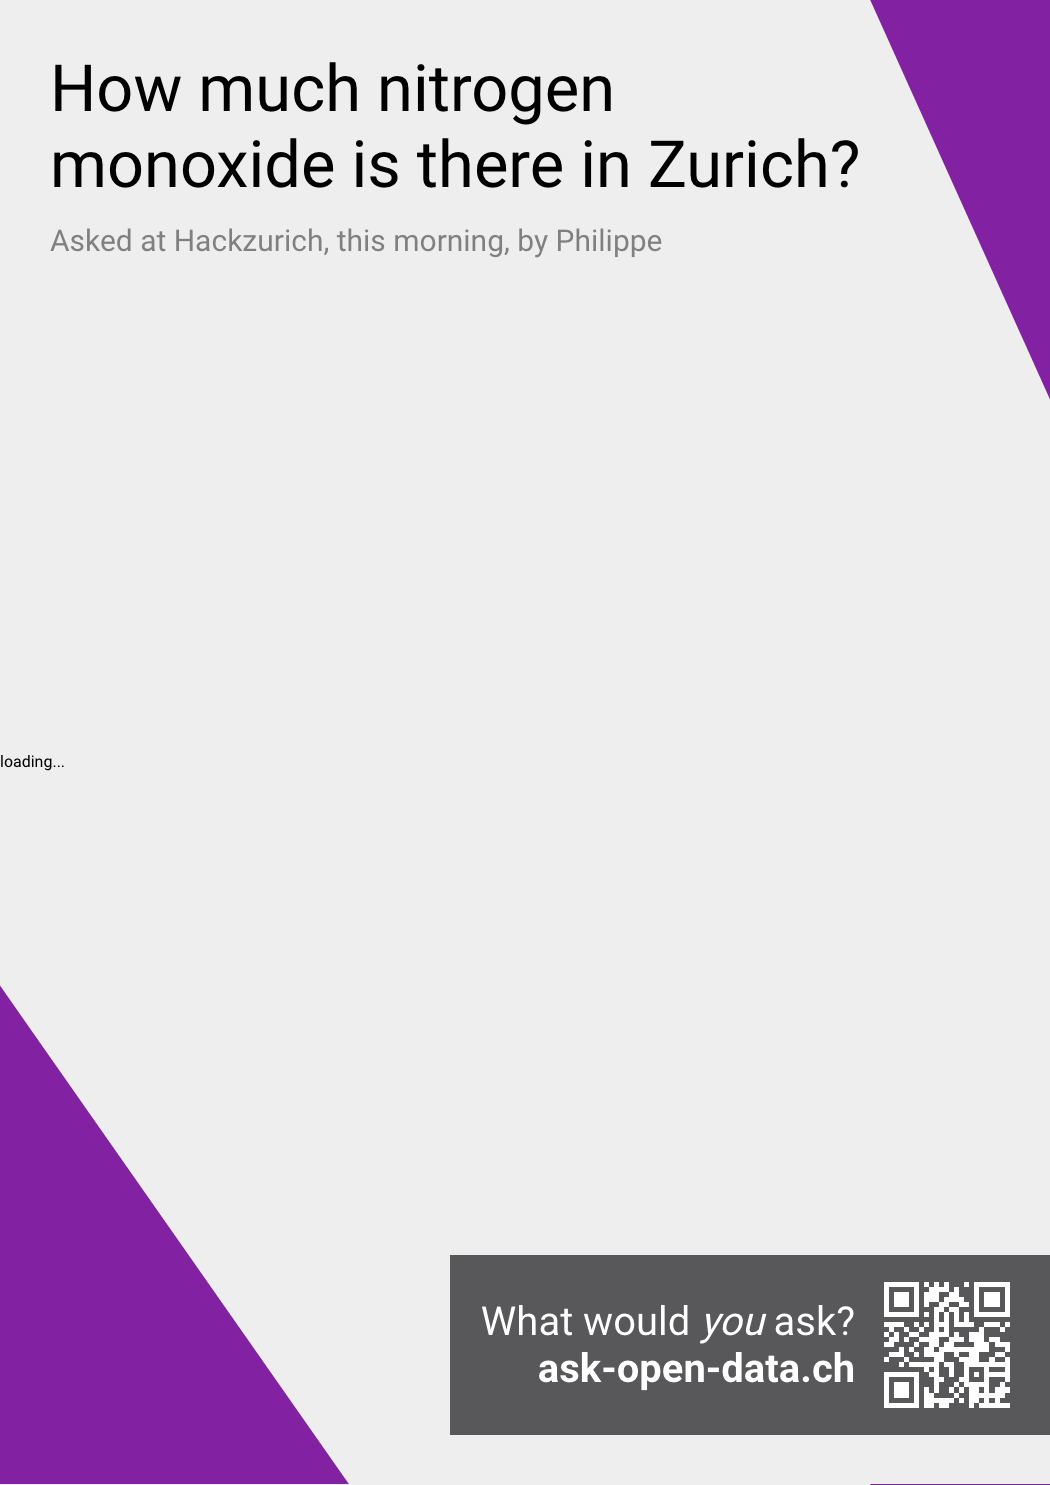 How much nitrogen
monoxide is there in Zurich?
Asked at Hackzurich, this morning, by Philippe
loading...
What would you ask?
ask-open-data.ch